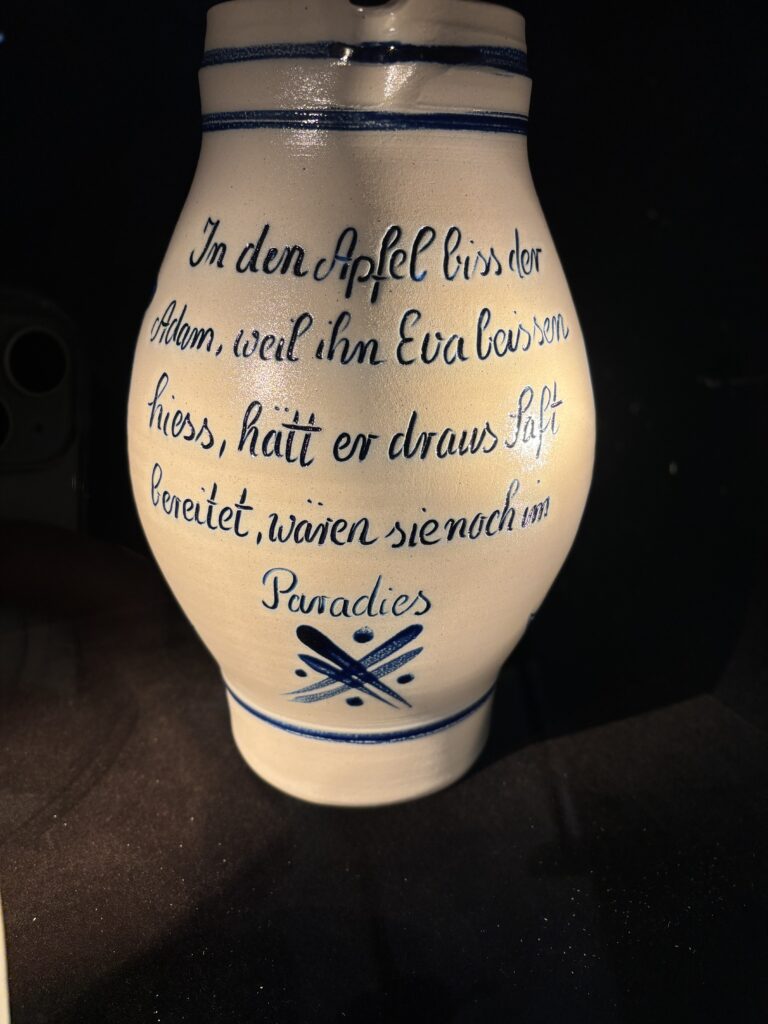 In den Apfel biss der
Adam, weil ihn Eva beissen
hiess, hätt er draus Saft
bereitet, wären sie noch im
Paradies